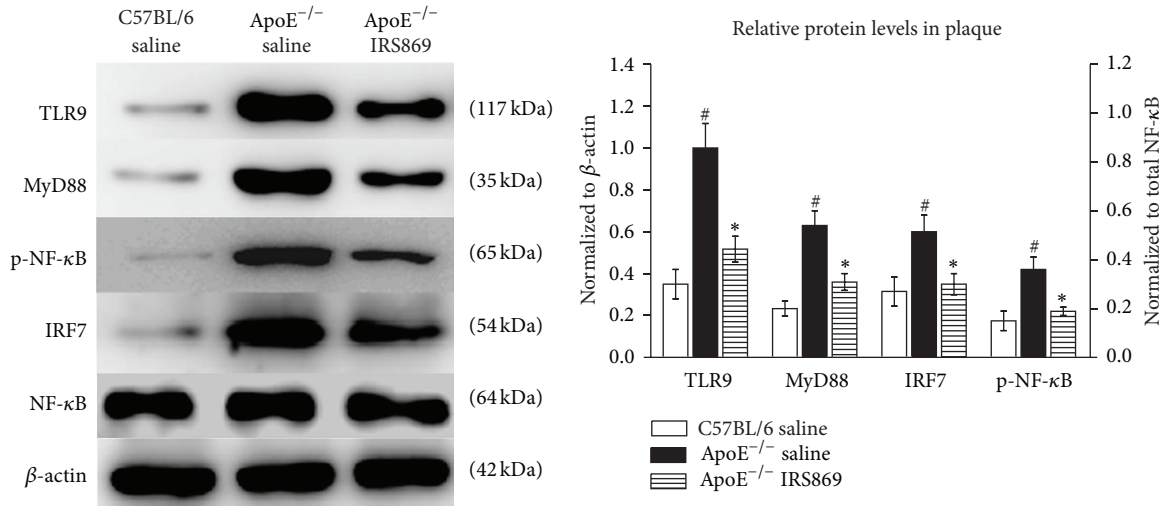 C57BL/6
saline
ApoE−/−
saline
ApoE−/−
IRS869
TLR9
(117 kDa)
MyD88
(35 kDa)
p-NF-κB
(65 kDa)
IRF7
(54 kDa)
NF-κB
(64 kDa)
β-actin
(42 kDa)
Relative protein levels in plaque
Normalized to β-actin
1.4
1.2
1.0
0.8
0.6
0.4
0.2
0.0
#
*
#
*
#
*
#
*
1.2
1.0
0.8
0.6
0.4
0.2
0.0
Normalized to total NF-κB
TLR9 MyD88 IRF7 p-NF-κB
C57BL/6 saline
ApoE−/− saline
ApoE−/− IRS869